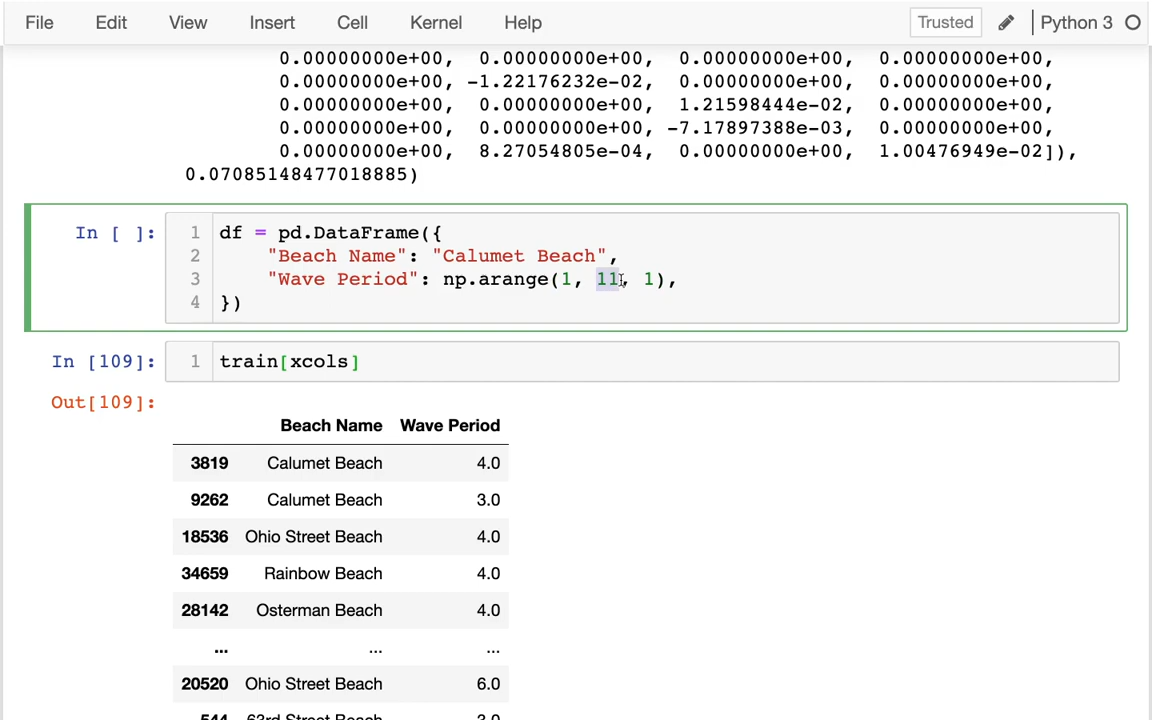 File Edit View Insert Cell Kernel Help Trusted Python 3
0.00000000e+00, 0.00000000e+00, 0.00000000e+00, 0.00000000e+00,
0.00000000e+00, -1.22176232e-02, 0.00000000e+00, 0.00000000e+00,
0.00000000e+00, 0.00000000e+00, 1.21598444e-02, 0.00000000e+00,
0.00000000e+00, 0.00000000e+00, -7.17897388e-03, 0.00000000e+00,
0.00000000e+00, 8.27054805e-04, 0.00000000e+00, 1.00476949e-02]),
0.07085148477018885)
In [ ]: 1 df = pd.DataFrame({
2 "Beach Name": "Calumet Beach",
3 "Wave Period": np.arange(1, 11, 1),
4 })
In [109]: 1 train[xcols]
Out[109]:
Beach Name Wave Period
3819 Calumet Beach 4.0
9262 Calumet Beach 3.0
18536 Ohio Street Beach 4.0
34659 Rainbow Beach 4.0
28142 Osterman Beach 4.0
... ... ...
20520 Ohio Street Beach 6.0
544 63rd Street Beach 3.0